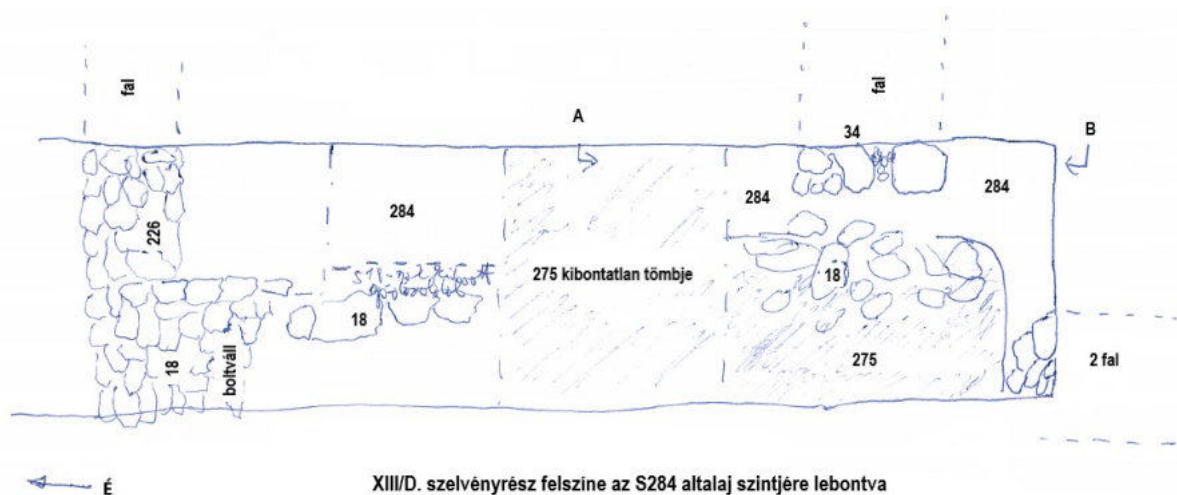 fal
fal
A
34
B
284
284
284
226
275 kibontatlan tömbje
18
18
18
boltváll
275
2 fal
É
XIII/D. szelvényrész felszíne az S284 altalaj szintjére lebontva